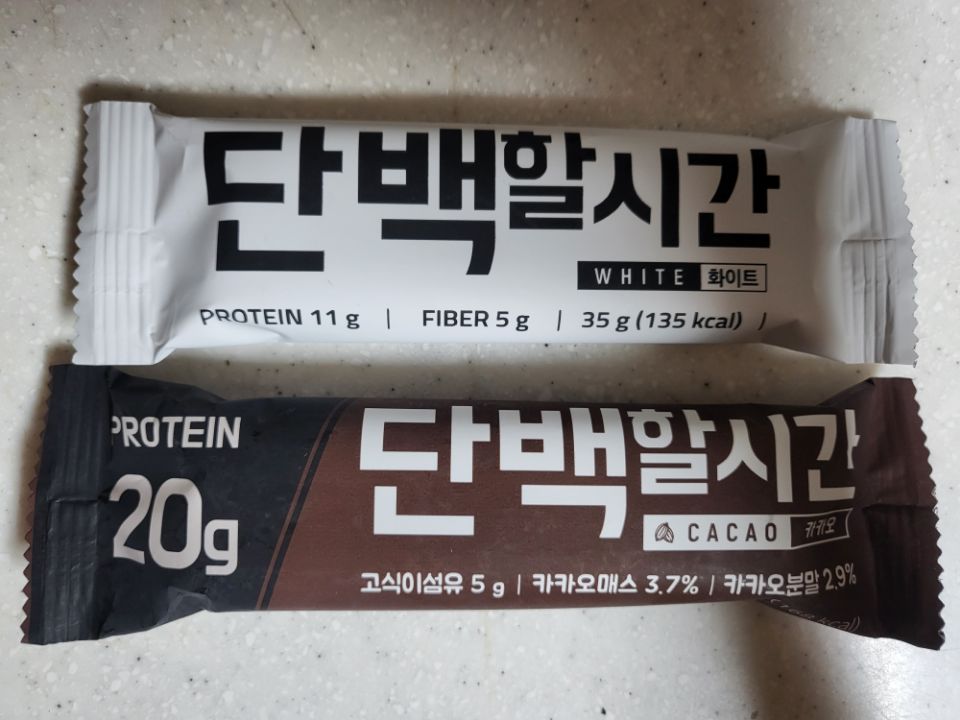 단백할시간
WHITE 화이트
PROTEIN 11 g | FIBER 5 g | 35 g (135 kcal)
PROTEIN
20g
단백할시간
CACAO 카카오
고식이섬유 5 g | 카카오매스 3.7% | 카카오분말 2.9%
kcal)